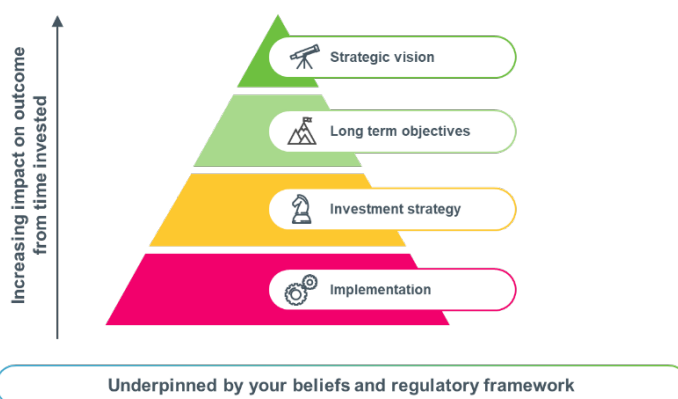 Increasing impact on outcome
from time invested
Strategic vision
Long term objectives
Investment strategy
Implementation
Underpinned by your beliefs and regulatory framework